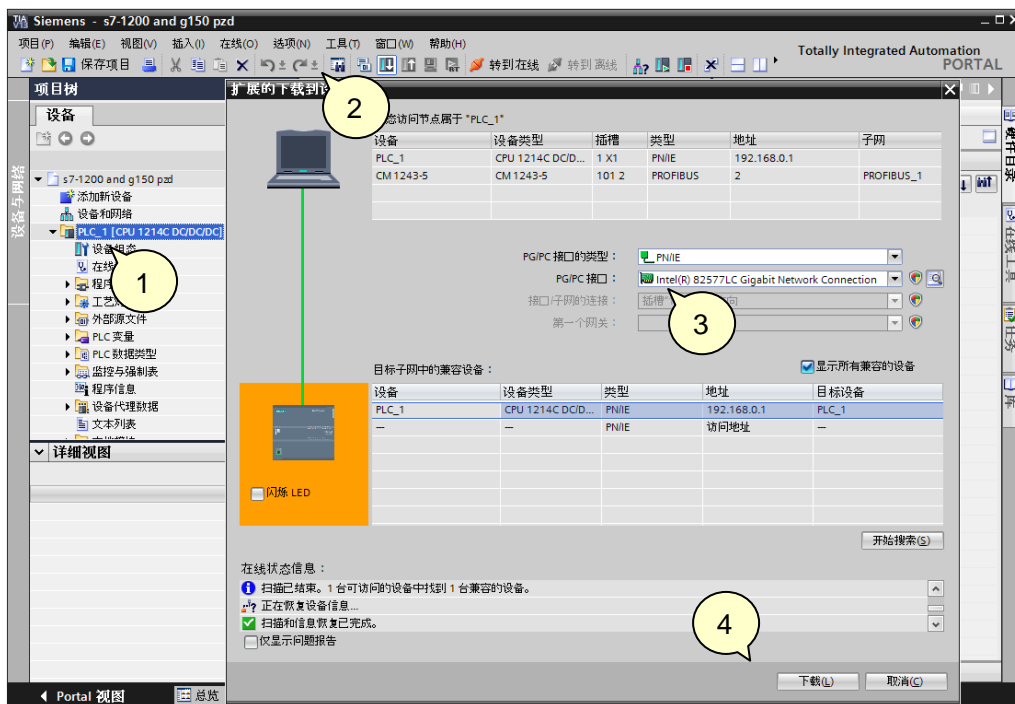 Siemens - s7-1200 and g150 pzd
项目(P) 编辑(E) 视图(V) 插入(I) 在线(O) 选项(N) 工具(T) 窗口(W) 帮助(H)
Totally Integrated Automation
PORTAL
保存项目 转到在线 转到离线
项目树
设备
s7-1200 and g150 pzd
添加新设备
设备和网络
PLC_1 [CPU 1214C DC/DC/DC]
设备组态
在线
程序
工艺
外部源文件
PLC 变量
PLC 数据类型
监控与强制表
程序信息
设备代理数据
文本列表
详细视图
设备与网络
扩展的下载到设
访问节点属于 "PLC_1"
设备 设备类型 插槽 类型 地址 子网
PLC_1 CPU 1214C DC/D... 1 X1 PN/IE 192.168.0.1
CM 1243-5 CM 1243-5 101 2 PROFIBUS 2 PROFIBUS_1
PG/PC 接口的类型： PN/IE
PG/PC 接口： Intel(R) 82577LC Gigabit Network Connection
接口/子网的连接： 插槽" 向
第一个网关：
目标子网中的兼容设备： 显示所有兼容的设备
设备 设备类型 类型 地址 目标设备
PLC_1 CPU 1214C DC/D... PN/IE 192.168.0.1 PLC_1
— — PN/IE 访问地址 —
闪烁 LED
开始搜索(S)
在线状态信息：
扫描已结束。1 台可访问的设备中找到 1 台兼容的设备。
正在恢复设备信息...
扫描和信息恢复已完成。
仅显示问题报告
下载(L) 取消(C)
硬件目录
在线工具
任务
库
Portal 视图 总览
1
2
3
4